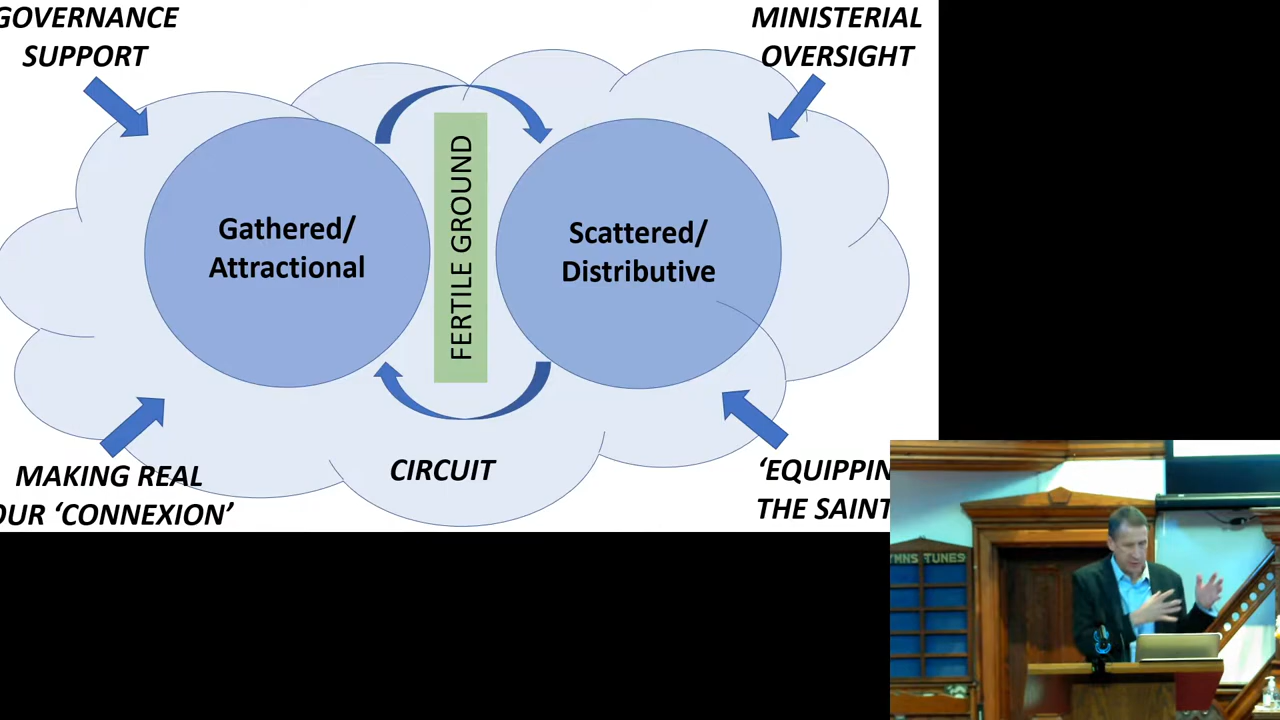 GOVERNANCE
SUPPORT
MINISTERIAL
OVERSIGHT
Gathered/
Attractional
FERTILE GROUND
Scattered/
Distributive
MAKING REAL
OUR ‘CONNEXION’
CIRCUIT
‘EQUIPPIN
THE SAINT
YMNS TUNES